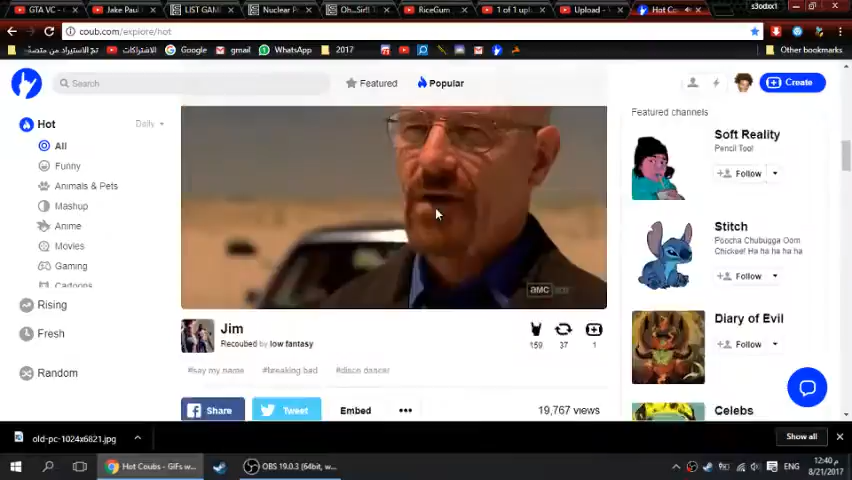 GTA VC -
Jake Paul
LIST GAM
Nuclear P
Oh...Sir!! T
RiceGum
1 of 1 upl
Upload -
Hot Co
s3odxx1
coub.com/explore/hot
الاشتراكات
Google
gmail
WhatsApp
2017
Other bookmarks
Search
Featured
Popular
Create
Hot
Daily
All
Funny
Animals & Pets
Mashup
Anime
Movies
Gaming
Cartoons
Rising
Fresh
Random
amc
Jim
Recoubed by low fantasy
159
37
1
#say my name
#breaking bad
#disco dancer
Share
Tweet
Embed
19,767 views
Featured channels
Soft Reality
Pencil Tool
Follow
Stitch
Poocha Chubugga Oom
Chickee! Ha ha ha ha ha
Follow
Diary of Evil
Follow
Celebs
old-pc-1024x6821.jpg
Show all
Hot Coubs - GIFs w...
OBS 19.0.3 (64bit, w...
ENG
12:40 م
8/21/2017